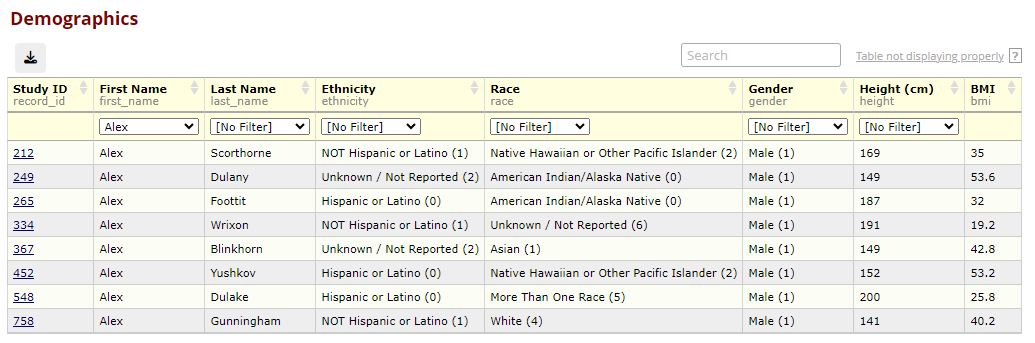 Demographics
Search
Table not displaying properly ?
Study ID First Name Last Name Ethnicity Race Gender Height (cm) BMI
record_id first_name last_name ethnicity race gender height bmi
Alex [No Filter] [No Filter] [No Filter] [No Filter] [No Filter]
212 Alex Scorthorne NOT Hispanic or Latino (1) Native Hawaiian or Other Pacific Islander (2) Male (1) 169 35
249 Alex Dulany Unknown / Not Reported (2) American Indian/Alaska Native (0) Male (1) 149 53.6
265 Alex Foottit Hispanic or Latino (0) American Indian/Alaska Native (0) Male (1) 187 32
334 Alex Wrixon NOT Hispanic or Latino (1) Unknown / Not Reported (6) Male (1) 191 19.2
367 Alex Blinkhorn Unknown / Not Reported (2) Asian (1) Male (1) 149 42.8
452 Alex Yushkov Hispanic or Latino (0) Native Hawaiian or Other Pacific Islander (2) Male (1) 152 53.2
548 Alex Dulake Hispanic or Latino (0) More Than One Race (5) Male (1) 200 25.8
758 Alex Gunningham NOT Hispanic or Latino (1) White (4) Male (1) 141 40.2